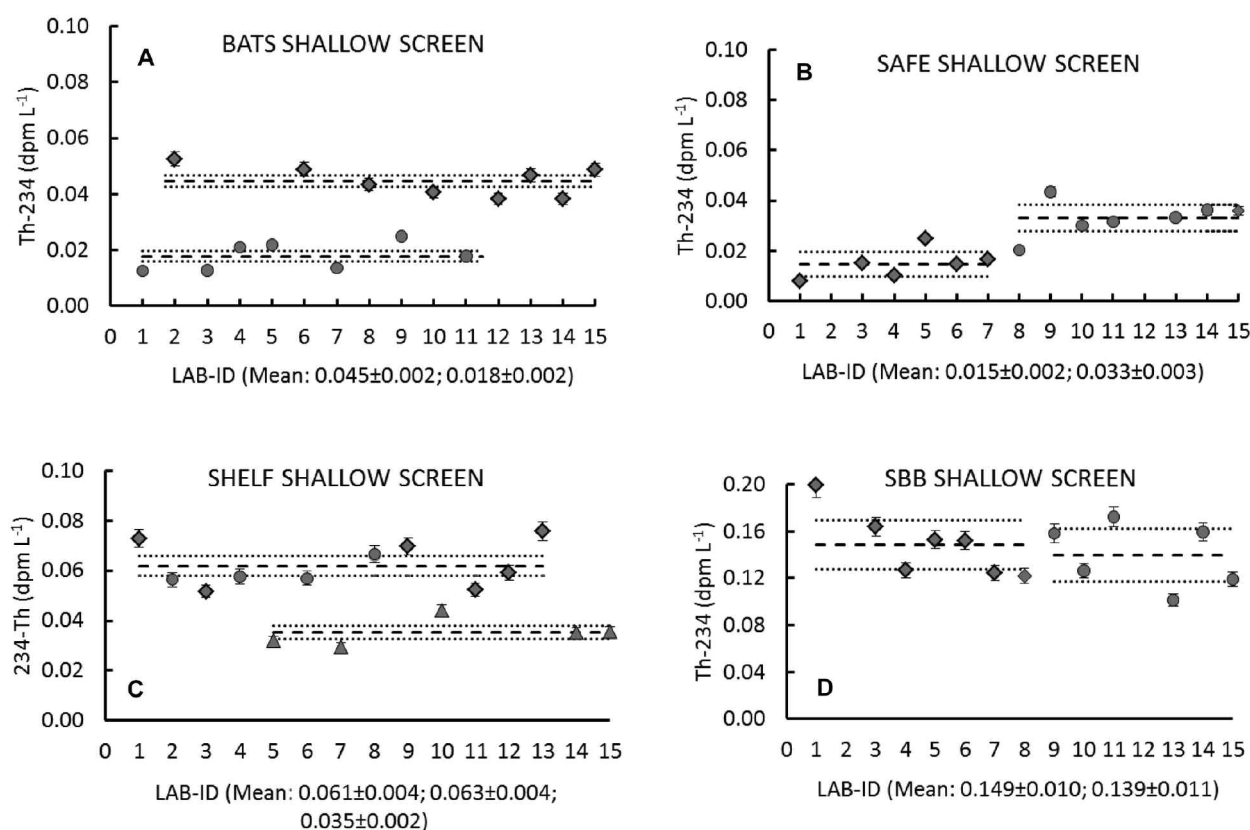 A
BATS SHALLOW SCREEN
Th-234 (dpm L-1)
0.10
0.08
0.06
0.04
0.02
0.00
0 1 2 3 4 5 6 7 8 9 10 11 12 13 14 15
LAB-ID (Mean: 0.045±0.002; 0.018±0.002)
B
SAFE SHALLOW SCREEN
Th-234 (dpm L-1)
0.10
0.08
0.06
0.04
0.02
0.00
0 1 3 4 5 6 7 8 9 10 11 13 14 15
LAB-ID (Mean: 0.015±0.002; 0.033±0.003)
SHELF SHALLOW SCREEN
234-Th (dpm L-1)
0.10
0.08
0.06
0.04
0.02
0.00
C
0 1 2 3 4 5 6 7 8 9 10 11 12 13 14 15
LAB-ID (Mean: 0.061±0.004; 0.063±0.004;
0.035±0.002)
SBB SHALLOW SCREEN
Th-234 (dpm L-1)
0.20
0.16
0.12
0.08
0.04
0.00
D
0 1 3 4 5 6 7 8 9 10 11 13 14 15
LAB-ID (Mean: 0.149±0.010; 0.139±0.011)